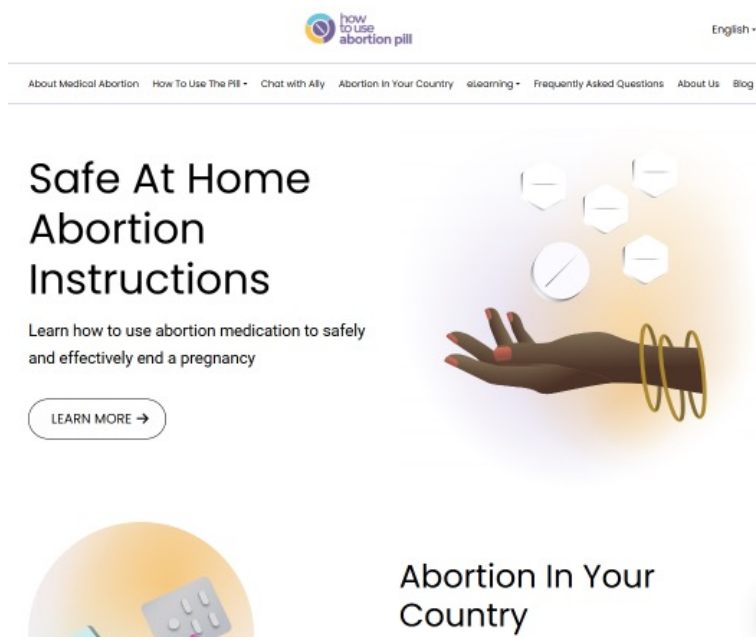 how
to use
abortion pill
English
About Medical Abortion How To Use The Pill Chat with Ally Abortion In Your Country eLearning Frequently Asked Questions About Us Blog
Safe At Home
Abortion
Instructions
Learn how to use abortion medication to safely
and effectively end a pregnancy
LEARN MORE →
Abortion In Your
Country